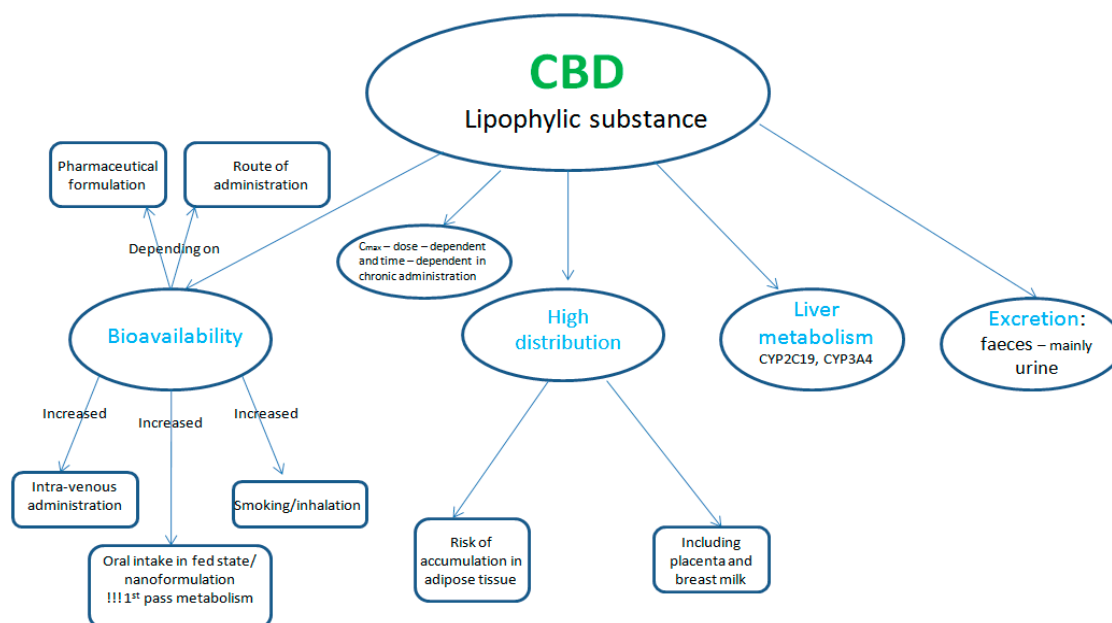 CBD
Lipophylic substance
Pharmaceutical
formulation
Route of
administration
Depending on
Cmax – dose – dependent
and time – dependent in
chronic administration
Bioavailability
High
distribution
Liver
metabolism
CYP2C19, CYP3A4
Excretion:
faeces – mainly
urine
Increased
Increased
Increased
Intra-venous
administration
Smoking/inhalation
Oral intake in fed state/
nanoformulation
!!!1st pass metabolism
Risk of
accumulation in
adipose tissue
Including
placenta and
breast milk